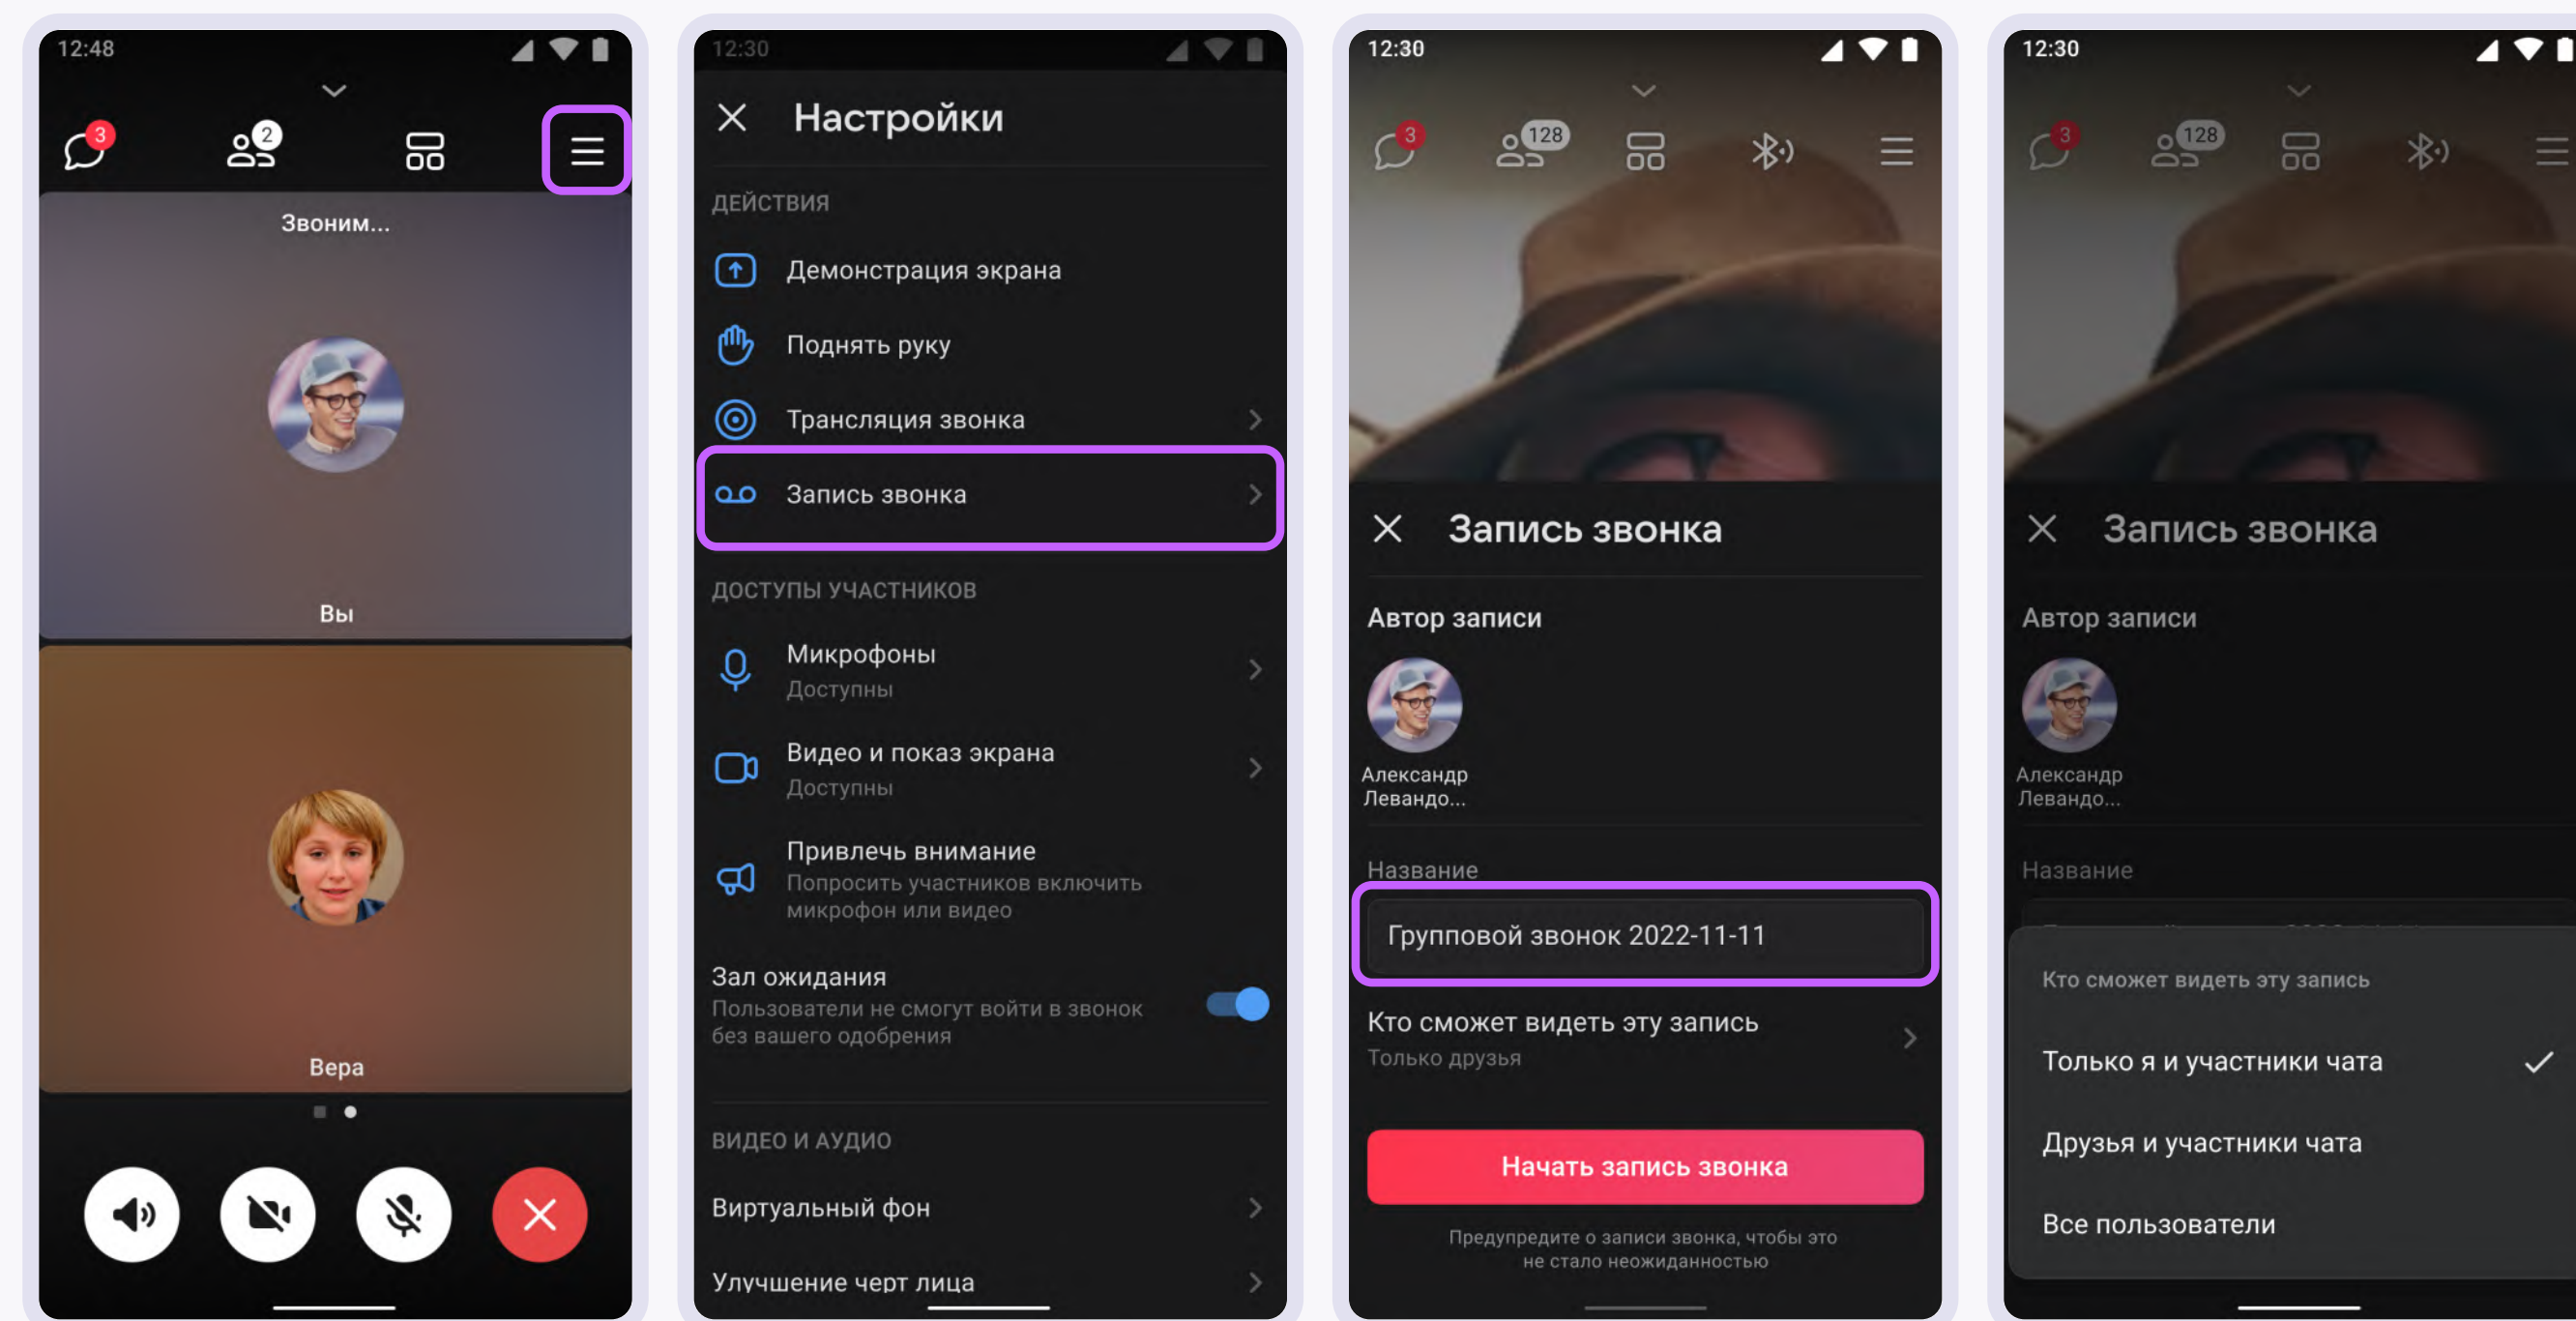 12:48
3
2
Звоним...
Вы
Вера
12:30
Настройки
ДЕЙСТВИЯ
Демонстрация экрана
Поднять руку
Трансляция звонка
Запись звонка
ДОСТУПЫ УЧАСТНИКОВ
Микрофоны
Доступны
Видео и показ экрана
Доступны
Привлечь внимание
Попросить участников включить
микрофон или видео
Зал ожидания
Пользователи не смогут войти в звонок
без вашего одобрения
ВИДЕО И АУДИО
Виртуальный фон
Улучшение черт лица
12:30
3
128
Запись звонка
Автор записи
Александр
Левандо...
Название
Групповой звонок 2022-11-11
Кто сможет видеть эту запись
Только друзья
Начать запись звонка
Предупредите о записи звонка, чтобы это
не стало неожиданностью
12:30
3
128
Запись звонка
Автор записи
Александр
Левандо...
Название
Кто сможет видеть эту запись
Только я и участники чата
Друзья и участники чата
Все пользователи